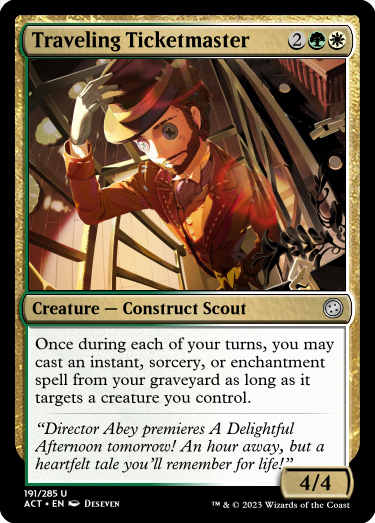 Traveling Ticketmaster 2
Creature — Construct Scout
Once during each of your turns, you may
cast an instant, sorcery, or enchantment
spell from your graveyard as long as it
targets a creature you control.
“Director Abey premieres A Delightful
Afternoon tomorrow! An hour away, but a
heartfelt tale you’ll remember for life!”
4/4
191/285 U
ACT • EN DESEVEN ™ & © 2023 Wizards of the Coast